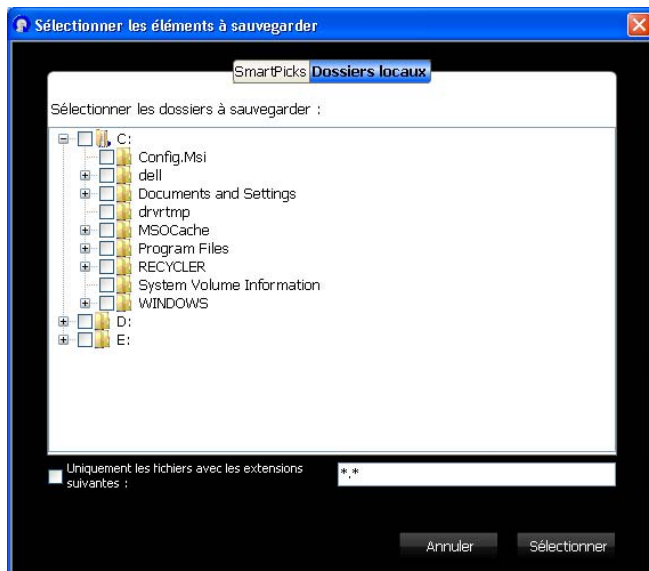 Sélectionner les éléments à sauvegarder
SmartPicks Dossiers locaux
Sélectionner les dossiers à sauvegarder :
C:
Config.Msi
dell
Documents and Settings
drvrtmp
MSOCache
Program Files
RECYCLER
System Volume Information
WINDOWS
D:
E:
Uniquement les fichiers avec les extensions
suivantes :
*.*
Annuler Sélectionner